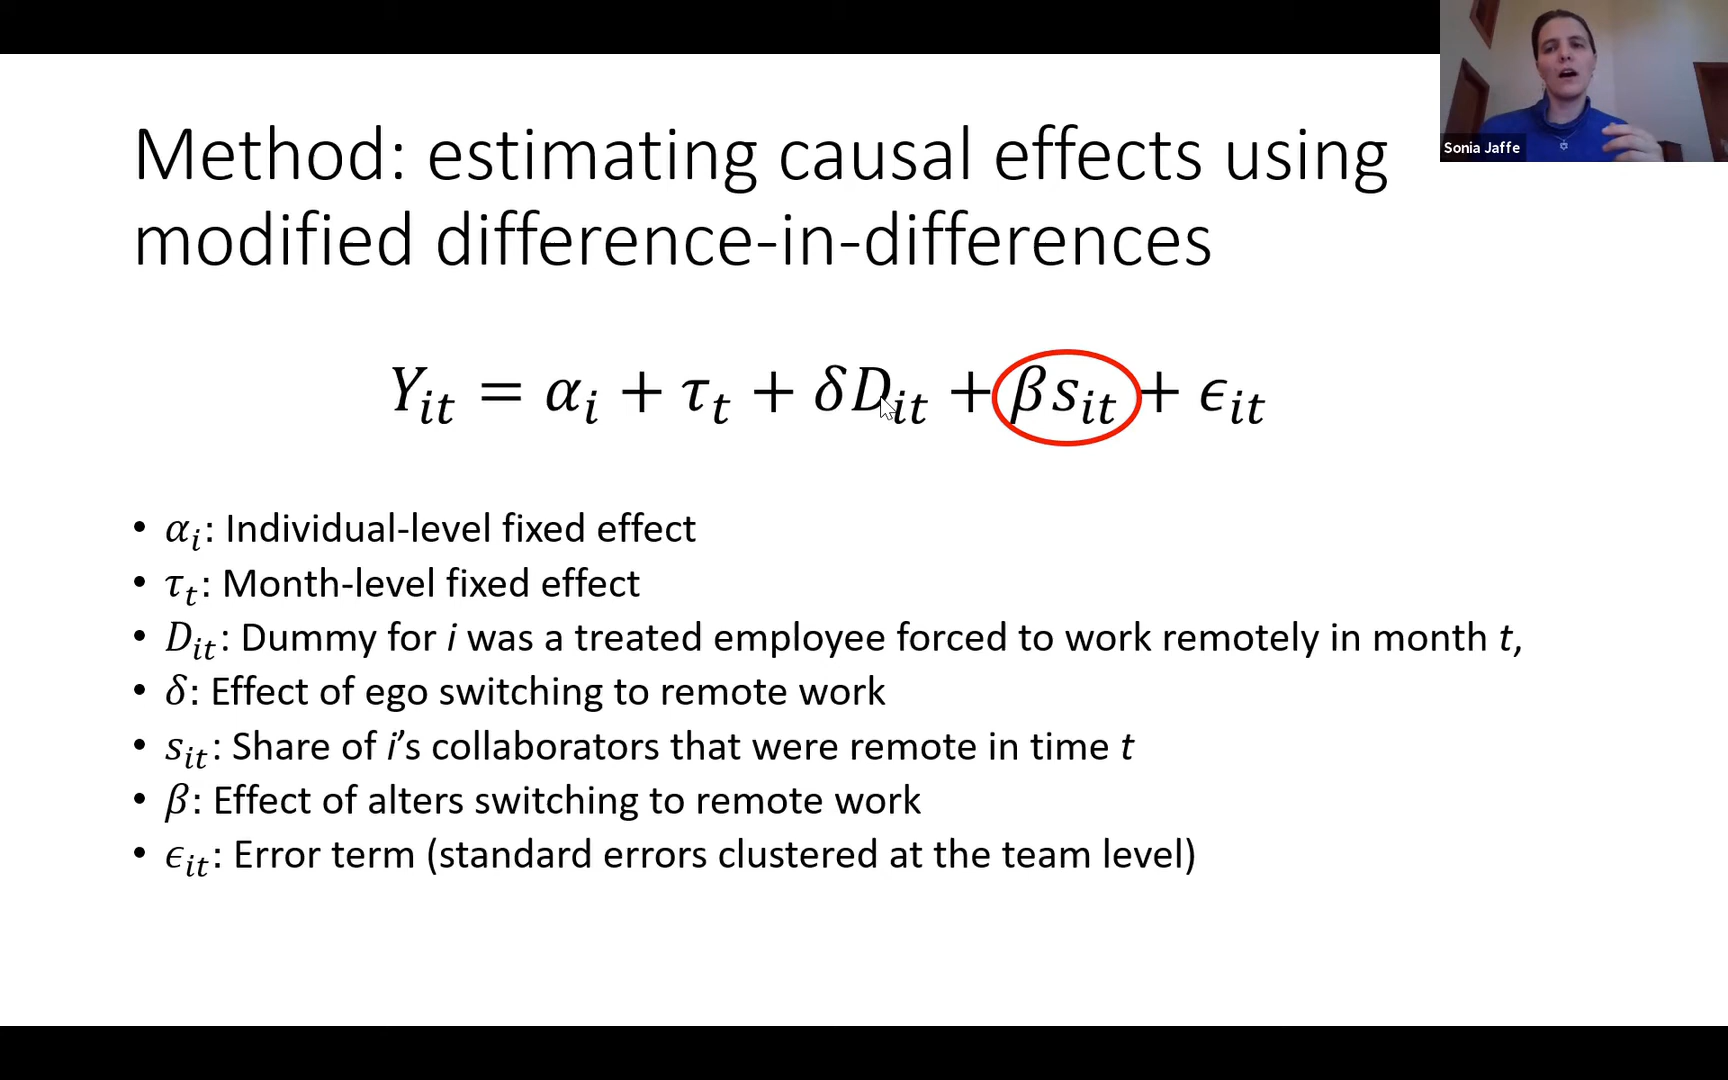 Method: estimating causal effects using
modified difference-in-differences
Sonia Jaffe
Yᵢₜ = αᵢ + τₜ + δDᵢₜ + βsᵢₜ + ϵᵢₜ
• αᵢ: Individual-level fixed effect
• τₜ: Month-level fixed effect
• Dᵢₜ: Dummy for i was a treated employee forced to work remotely in month t,
• δ: Effect of ego switching to remote work
• sᵢₜ: Share of i’s collaborators that were remote in time t
• β: Effect of alters switching to remote work
• ϵᵢₜ: Error term (standard errors clustered at the team level)